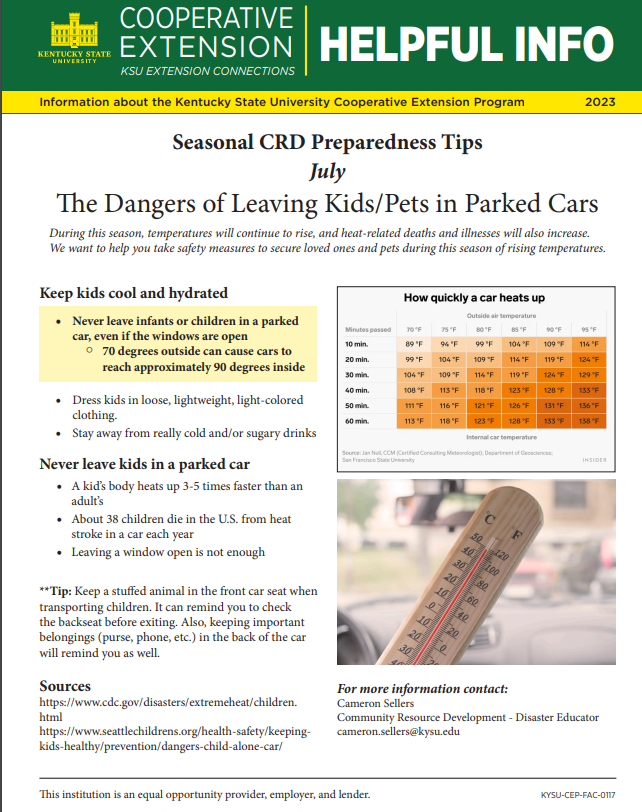 KENTUCKY STATE
UNIVERSITY
COOPERATIVE
EXTENSION
KSU EXTENSION CONNECTIONS
HELPFUL INFO
Information about the Kentucky State University Cooperative Extension Program 2023
Seasonal CRD Preparedness Tips
July
The Dangers of Leaving Kids/Pets in Parked Cars
During this season, temperatures will continue to rise, and heat-related deaths and illnesses will also increase.
We want to help you take safety measures to secure loved ones and pets during this season of rising temperatures.
Keep kids cool and hydrated
• Never leave infants or children in a parked
car, even if the windows are open
○ 70 degrees outside can cause cars to
reach approximately 90 degrees inside
• Dress kids in loose, lightweight, light-colored
clothing.
• Stay away from really cold and/or sugary drinks
Never leave kids in a parked car
• A kid's body heats up 3-5 times faster than an
adult's
• About 38 children die in the U.S. from heat
stroke in a car each year
• Leaving a window open is not enough
**Tip: Keep a stuffed animal in the front car seat when
transporting children. It can remind you to check
the backseat before exiting. Also, keeping important
belongings (purse, phone, etc.) in the back of the car
will remind you as well.
Sources
https://www.cdc.gov/disasters/extremeheat/children.
html
https://www.seattlechildrens.org/health-safety/keeping-
kids-healthy/prevention/dangers-child-alone-car/
How quickly a car heats up
Outside air temperature
Minutes passed 70 °F 75 °F 80 °F 85 °F 90 °F 95 °F
10 min. 89 °F 94 °F 99 °F 104 °F 109 °F 114 °F
20 min. 99 °F 104 °F 109 °F 114 °F 119 °F 124 °F
30 min. 104 °F 109 °F 114 °F 119 °F 124 °F 129 °F
40 min. 108 °F 113 °F 118 °F 123 °F 128 °F 133 °F
50 min. 111 °F 116 °F 121 °F 126 °F 131 °F 136 °F
60 min. 113 °F 118 °F 123 °F 128 °F 133 °F 138 °F
Internal car temperature
Source: Jan Null, CCM (Certified Consulting Meteorologist); Department of Geosciences;
San Francisco State University INSIDER
°C °F
50 120
40 100
30 80
20 60
10
0 40
10 20
20 0
30
40
For more information contact:
Cameron Sellers
Community Resource Development - Disaster Educator
cameron.sellers@kysu.edu
This institution is an equal opportunity provider, employer, and lender. KYSU-CEP-FAC-0117